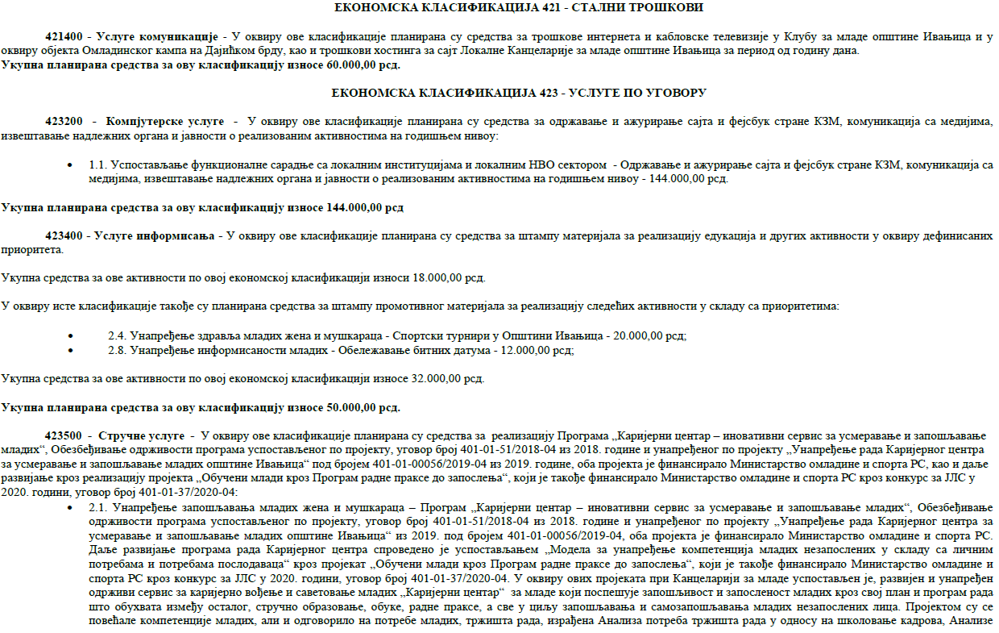 ЕКОНОМСКА КЛАСИФИКАЦИЈА 421 - СТАЛНИ ТРОШКОВИ
421400 - Услуге комуникације - У оквиру ове класификације планирана су средства за трошкове интернета и кабловске телевизије у Клубу за младе општине Ивањица и у
оквиру објекта Омладинског кампа на Дајићком брду, као и трошкови хостинга за сајт Локалне Канцеларије за младе општине Ивањица за период од годину дана.
Укупна планирана средства за ову класификацију износе 60.000,00 рсд.
ЕКОНОМСКА КЛАСИФИКАЦИЈА 423 - УСЛУГЕ ПО УГОВОРУ
423200 - Компјутерске услуге - У оквиру ове класификације планирана су средства за одржавање и ажурирање сајта и фејсбук стране КЗМ, комуникација са медијима,
извештавање надлежних органа и јавности о реализованим активностима на годишњем нивоу:
• 1.1. Успостављање функционалне сарадње са локалним институцијама и локалним НВО сектором - Одржавање и ажурирање сајта и фејсбук стране КЗМ, комуникација са
медијима, извештавање надлежних органа и јавности о реализованим активностима на годишњем нивоу - 144.000,00 рсд.
Укупна планирана средства за ову класификацију износе 144.000,00 рсд
423400 - Услуге информисања - У оквиру ове класификације планирана су средства за штампу материјала за реализацију едукација и других активности у оквиру дефинисаних
приоритета.
Укупна средства за ове активности по овој економској класификацији износи 18.000,00 рсд.
У оквиру исте класификације такође су планирана средства за штампу промотивног материјала за реализацију следећих активности у складу са приоритетима:
• 2.4. Унапређење здравља младих жена и мушкараца - Спортски турнири у Општини Ивањица - 20.000,00 рсд;
• 2.8. Унапређење информисаности младих - Обележавање битних датума - 12.000,00 рсд;
Укупна средства за ове активности по овој економској класификацији износе 32.000,00 рсд.
Укупна планирана средства за ову класификацију износе 50.000,00 рсд.
423500 - Стручне услуге - У оквиру ове класификације планирана су средства за реализацију Програма „Каријерни центар – иновативни сервис за усмеравање и запошљавање
младих“, Обезбеђивање одрживости програма успостављеног по пројекту, уговор број 401-01-51/2018-04 из 2018. године и унапређеног по пројекту „Унапређење рада Каријерног центра
за усмеравање и запошљавање младих општине Ивањица“ под бројем 401-01-00056/2019-04 из 2019. године, оба пројекта је финансирало Министарство омладине и спорта РС, као и даље
развијање кроз реализацију пројекта „Обучени млади кроз Програм радне праксе до запослења“, који је такође финансирало Министарство омладине и спорта РС кроз конкурс за ЈЛС у
2020. години, уговор број 401-01-37/2020-04:
• 2.1. Унапређење запошљавања младих жена и мушкараца – Програм „Каријерни центар – иновативни сервис за усмеравање и запошљавање младих“, Обезбеђивање
одрживости програма успостављеног по пројекту, уговор број 401-01-51/2018-04 из 2018. године и унапређеног по пројекту „Унапређење рада Каријерног центра за
усмеравање и запошљавање младих општине Ивањица“ из 2019. под бројем 401-01-00056/2019-04, оба пројекта је финансирало Министарство омладине и спорта РС.
Даље развијање програма рада Каријерног центра спроведено је успостављањем „Модела за унапређење компетенција младих незапослених у складу са личним
потребама и потребама послодаваца“ кроз пројекат „Обучени млади кроз Програм радне праксе до запослења“, који је такође финансирало Министарство омладине и
спорта РС кроз конкурс за ЈЛС у 2020. години, уговор број 401-01-37/2020-04. У оквиру ових пројеката при Канцеларији за младе успостављен је, развијен и унапређен
одрживи сервис за каријерно вођење и саветовање младих „Каријерни центар“ за младе који поспешује запошљивост и запосленост младих кроз свој план и програм рада
што обухвата између осталог, стручно образовање, обуке, радне праксе, а све у циљу запошљавања и самозапошљавања младих незапослених лица. Пројектом су се
повећале компетенције младих, али и одговорило на потребе младих, тржишта рада, израђена Анализа потреба тржишта рада у односу на школовање кадрова, Анализе